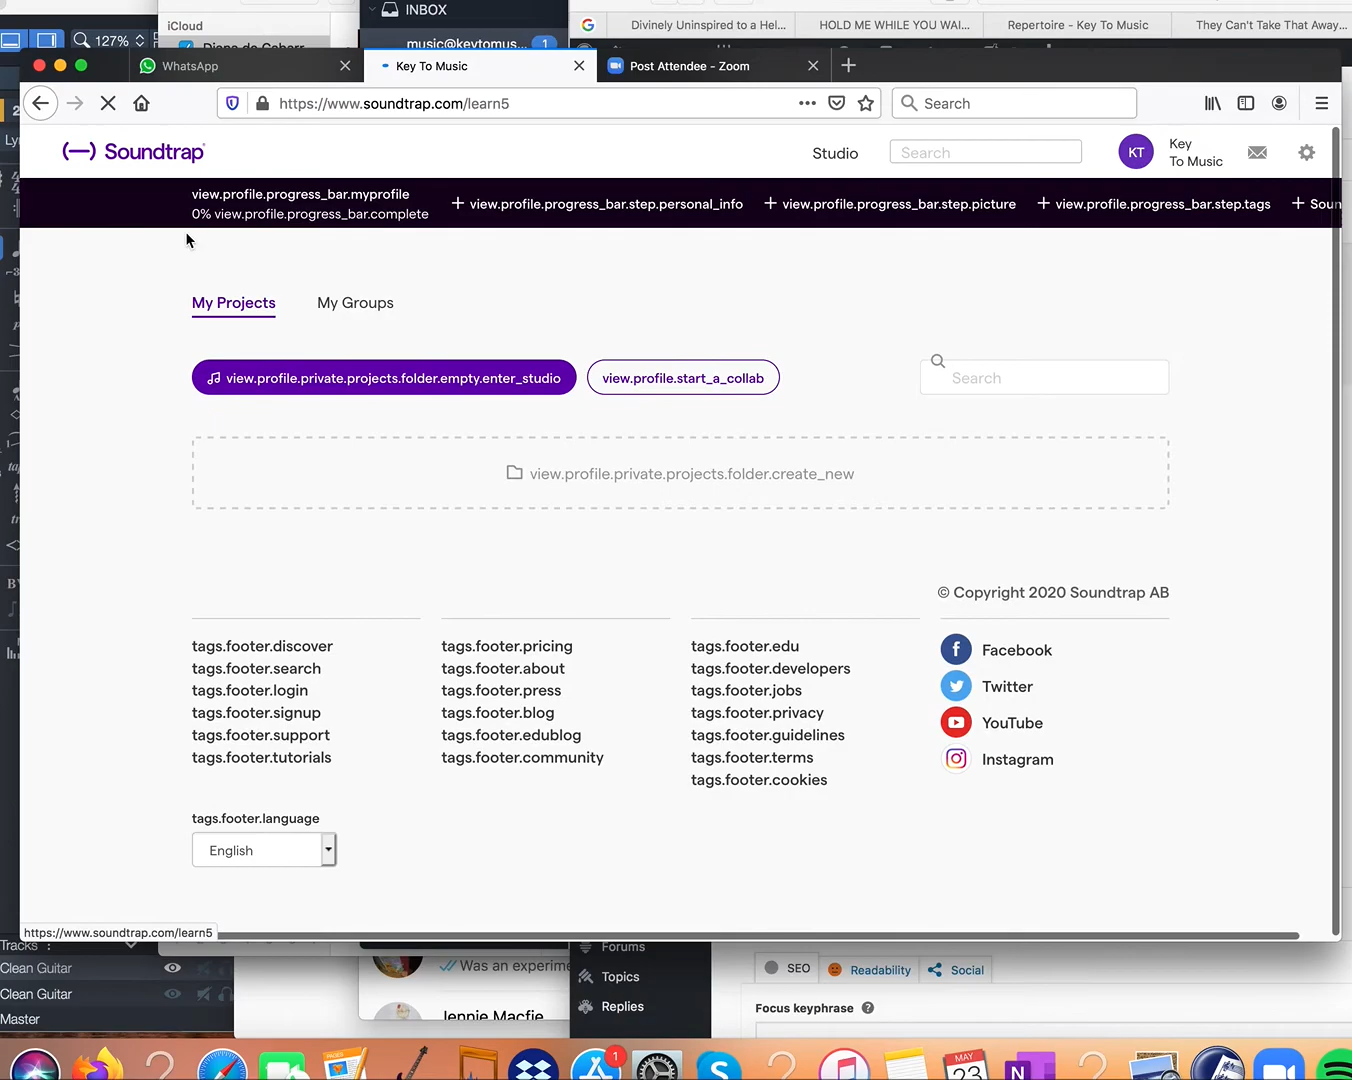 iCloud
INBOX
127%
music@keytomus... 1
Divinely Uninspired to a Hel...
HOLD ME WHILE YOU WAI...
Repertoire - Key To Music
They Can't Take That Away...
WhatsApp
Key To Music
Post Attendee - Zoom
https://www.soundtrap.com/learn5
Search
Soundtrap
Studio
Search
KT
Key
To Music
view.profile.progress_bar.myprofile
0% view.profile.progress_bar.complete
view.profile.progress_bar.step.personal_info
view.profile.progress_bar.step.picture
view.profile.progress_bar.step.tags
Soun
My Projects
My Groups
view.profile.private.projects.folder.empty.enter_studio
view.profile.start_a_collab
Search
view.profile.private.projects.folder.create_new
© Copyright 2020 Soundtrap AB
tags.footer.discover
tags.footer.search
tags.footer.login
tags.footer.signup
tags.footer.support
tags.footer.tutorials
tags.footer.pricing
tags.footer.about
tags.footer.press
tags.footer.blog
tags.footer.edublog
tags.footer.community
tags.footer.edu
tags.footer.developers
tags.footer.jobs
tags.footer.privacy
tags.footer.guidelines
tags.footer.terms
tags.footer.cookies
Facebook
Twitter
YouTube
Instagram
tags.footer.language
English
https://www.soundtrap.com/learn5
Tracks
Clean Guitar
Clean Guitar
Master
Was an experime
Jennie Macfie
Forums
Topics
Replies
SEO
Readability
Social
Focus keyphrase
1
PAGES
MAY
23